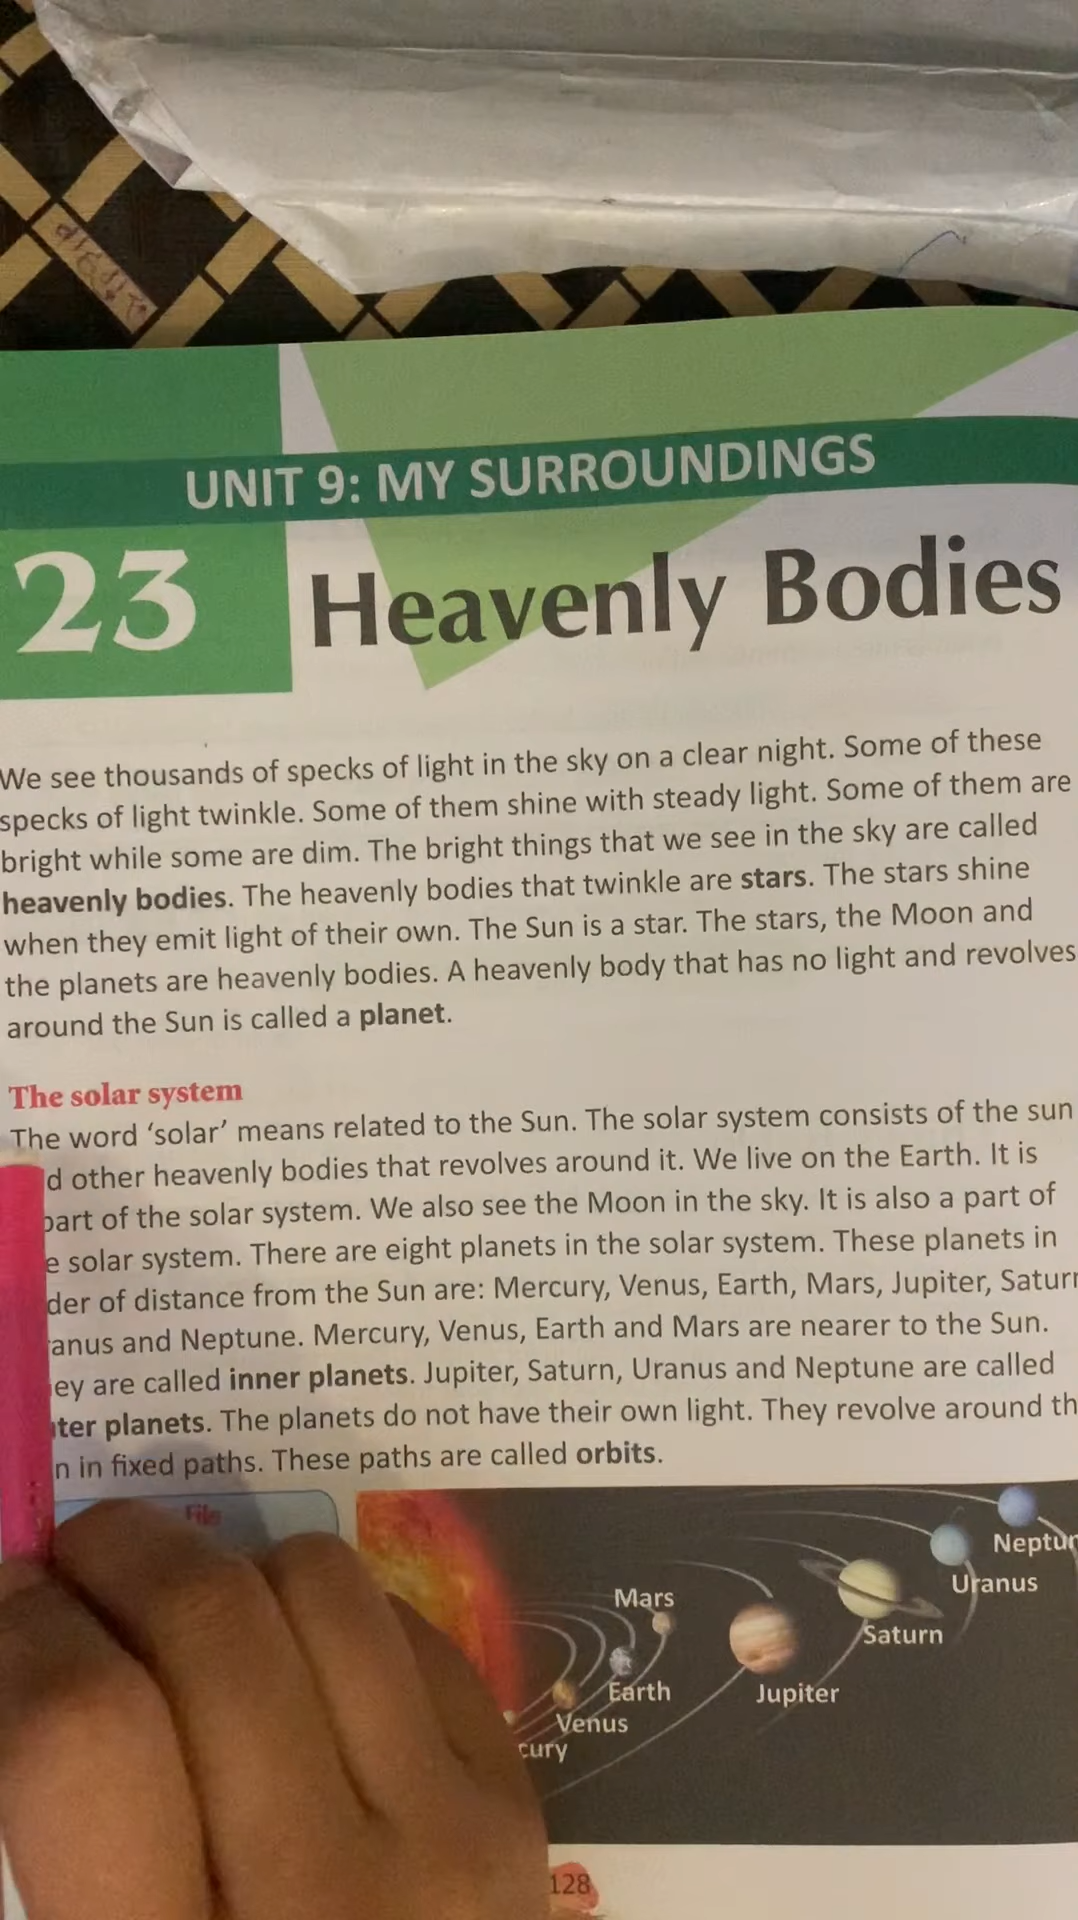 UNIT 9: MY SURROUNDINGS
23
Heavenly Bodies
We see thousands of specks of light in the sky on a clear night. Some of these
specks of light twinkle. Some of them shine with steady light. Some of them are
bright while some are dim. The bright things that we see in the sky are called
heavenly bodies. The heavenly bodies that twinkle are stars. The stars shine
when they emit light of their own. The Sun is a star. The stars, the Moon and
the planets are heavenly bodies. A heavenly body that has no light and revolves
around the Sun is called a planet.
The solar system
The word ‘solar’ means related to the Sun. The solar system consists of the sun
d other heavenly bodies that revolves around it. We live on the Earth. It is
part of the solar system. We also see the Moon in the sky. It is also a part of
e solar system. There are eight planets in the solar system. These planets in
der of distance from the Sun are: Mercury, Venus, Earth, Mars, Jupiter, Saturn
anus and Neptune. Mercury, Venus, Earth and Mars are nearer to the Sun.
ey are called inner planets. Jupiter, Saturn, Uranus and Neptune are called
ter planets. The planets do not have their own light. They revolve around th
n in fixed paths. These paths are called orbits.
File
Neptun
Uranus
Mars
Saturn
Earth
Jupiter
Venus
cury
128